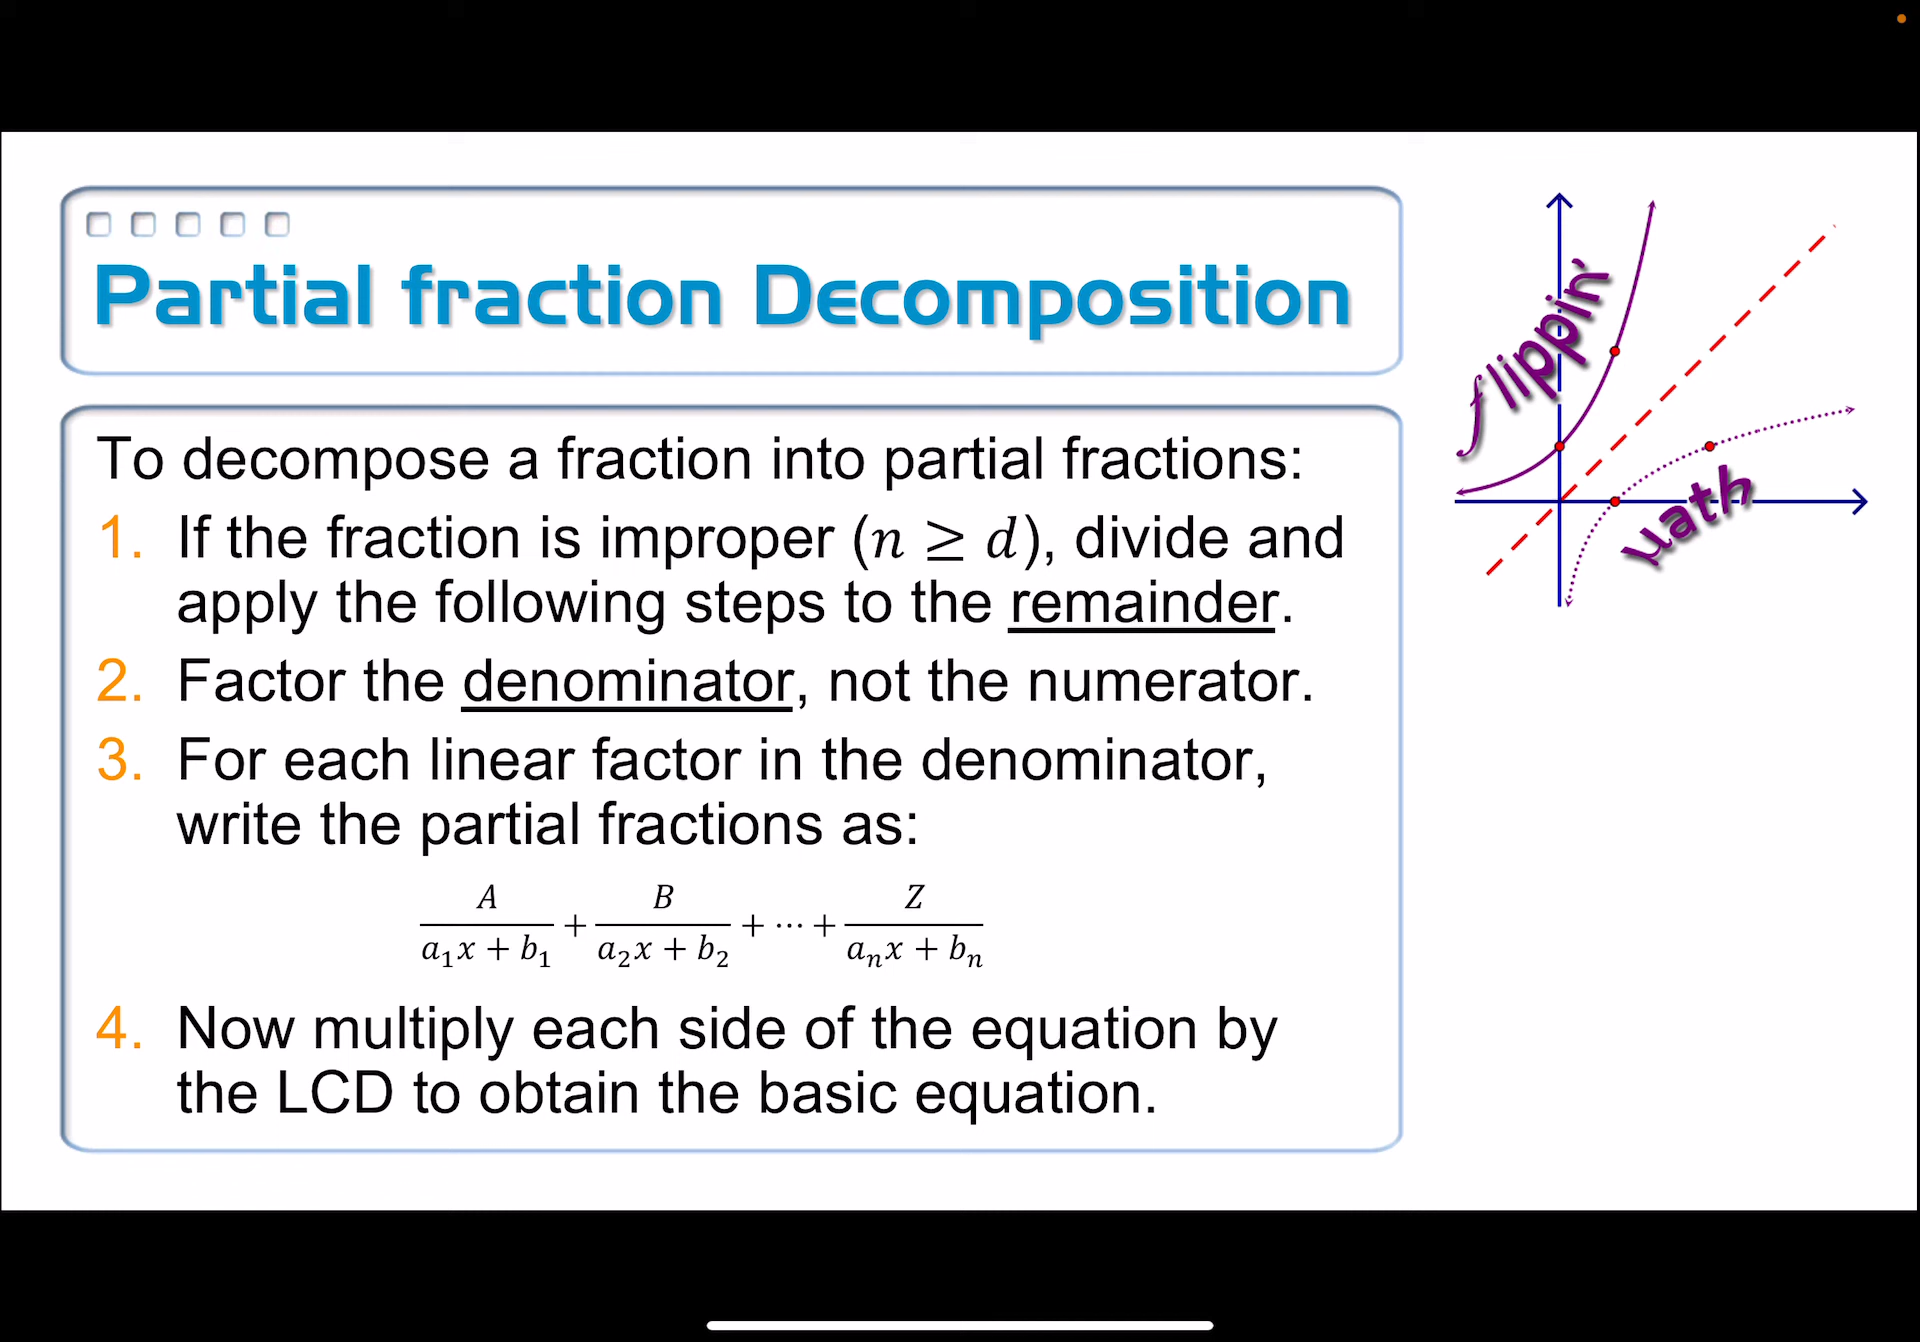 Partial fraction Decomposition
flippin'
math
To decompose a fraction into partial fractions:
1. If the fraction is improper (n ≥ d), divide and
apply the following steps to the remainder.
2. Factor the denominator, not the numerator.
3. For each linear factor in the denominator,
write the partial fractions as:
A/(a₁x + b₁) + B/(a₂x + b₂) + ⋯ + Z/(aₙx + bₙ)
4. Now multiply each side of the equation by
the LCD to obtain the basic equation.